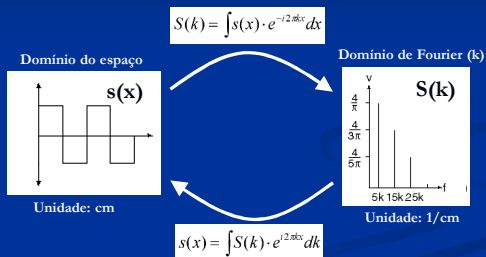 S(k) = ∫s(x)·e^{-i2πkx}dx
Domínio do espaço
s(x)
Unidade: cm
Domínio de Fourier (k)
V
S(k)
4/π
4/3π
4/5π
f
5k 15k 25k
Unidade: 1/cm
s(x) = ∫S(k)·e^{i2πkx}dk